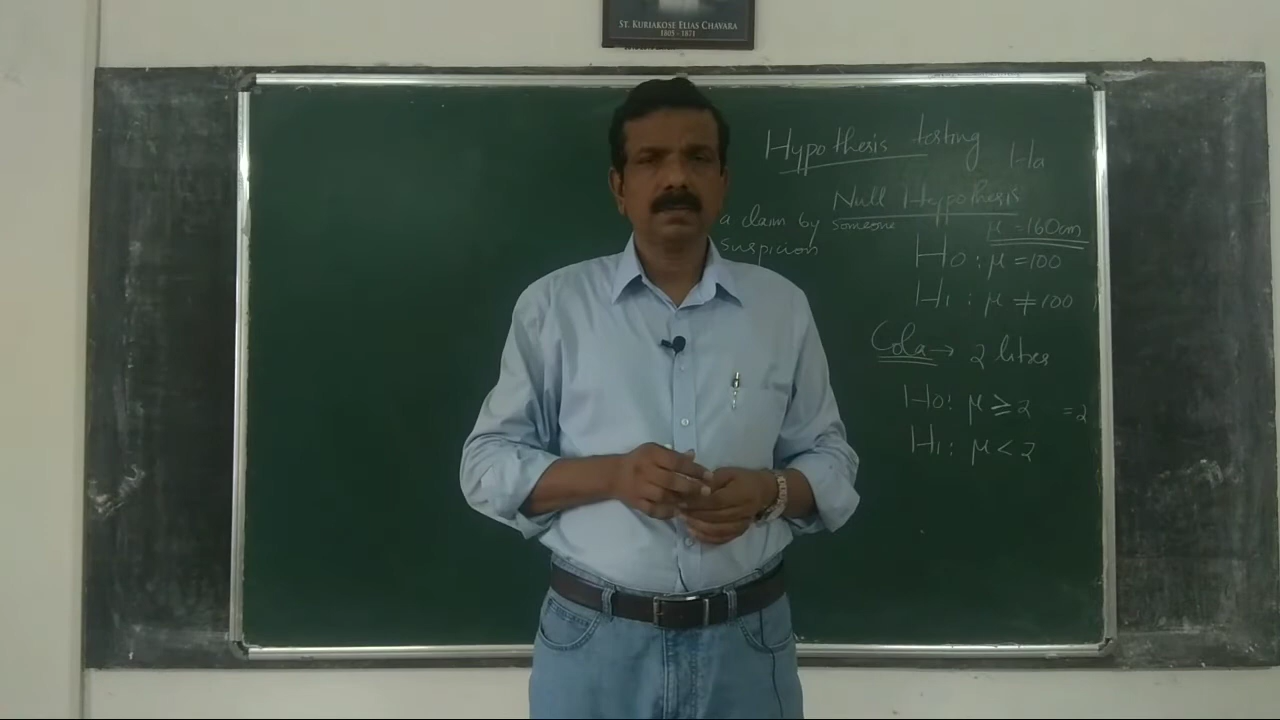 ST. KURIAKOSE ELIAS CHAVARA
1805 - 1871
Hypothesis testing
Ha
Null Hypothesis
a claim by someone
suspicion
μ = 160cm
H0 : μ = 100
H1 : μ ≠ 100
Cola → 2 litres
H0: μ ≥ 2 = 2
H1: μ < 2